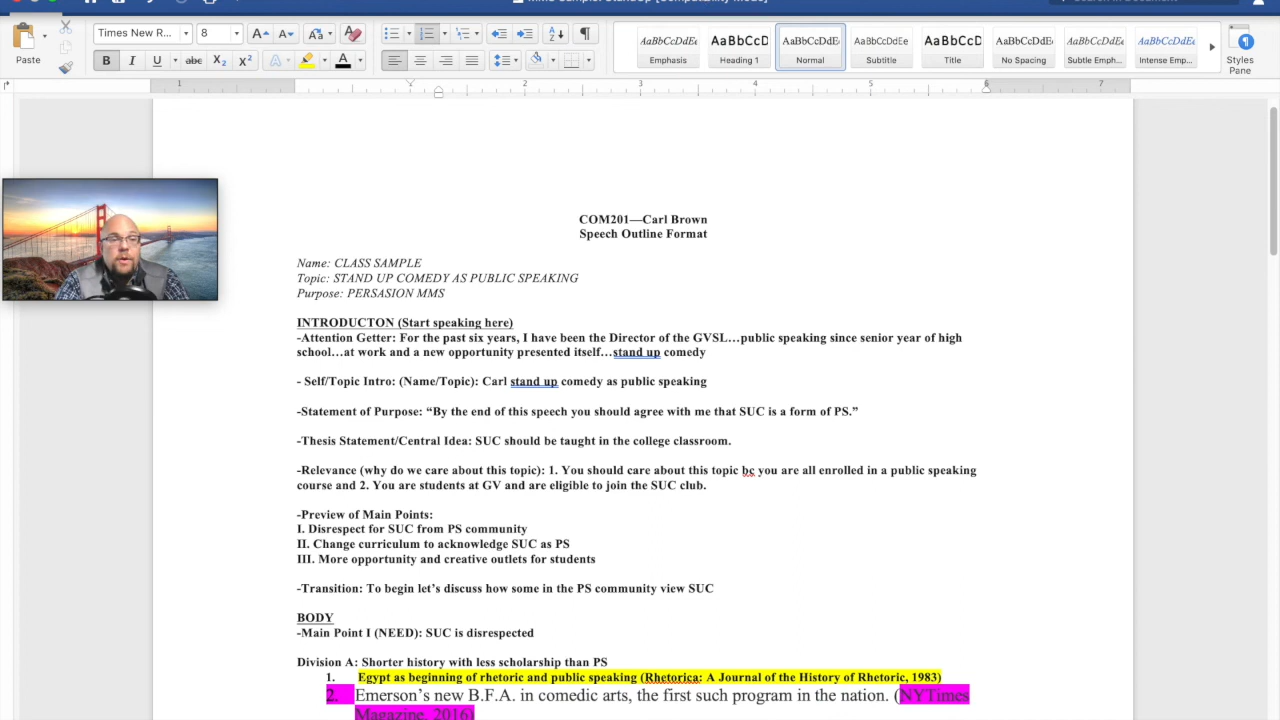 Times New R...
8
AaBbCcDdEe
AaBbCcD
AaBbCcDdEe
AaBbCcDdEe
AaBbCcD
AaBbCcDdEe
AaBbCcDdEe
AaBbCcDdEe
Paste
B I U abc X₂ X² A A
Emphasis
Heading 1
Normal
Subtitle
Title
No Spacing
Subtle Emph...
Intense Emp...
Styles
Pane
1 1 2 3 4 5 6 7
COM201—Carl Brown
Speech Outline Format
Name: CLASS SAMPLE
Topic: STAND UP COMEDY AS PUBLIC SPEAKING
Purpose: PERSASION MMS
INTRODUCTON (Start speaking here)
-Attention Getter: For the past six years, I have been the Director of the GVSL…public speaking since senior year of high
school…at work and a new opportunity presented itself…stand up comedy
- Self/Topic Intro: (Name/Topic): Carl stand up comedy as public speaking
-Statement of Purpose: “By the end of this speech you should agree with me that SUC is a form of PS.”
-Thesis Statement/Central Idea: SUC should be taught in the college classroom.
-Relevance (why do we care about this topic): 1. You should care about this topic bc you are all enrolled in a public speaking
course and 2. You are students at GV and are eligible to join the SUC club.
-Preview of Main Points:
I. Disrespect for SUC from PS community
II. Change curriculum to acknowledge SUC as PS
III. More opportunity and creative outlets for students
-Transition: To begin let’s discuss how some in the PS community view SUC
BODY
-Main Point I (NEED): SUC is disrespected
Division A: Shorter history with less scholarship than PS
1. Egypt as beginning of rhetoric and public speaking (Rhetorica: A Journal of the History of Rhetoric, 1983)
2. Emerson’s new B.F.A. in comedic arts, the first such program in the nation. (NYTimes
Magazine, 2016)